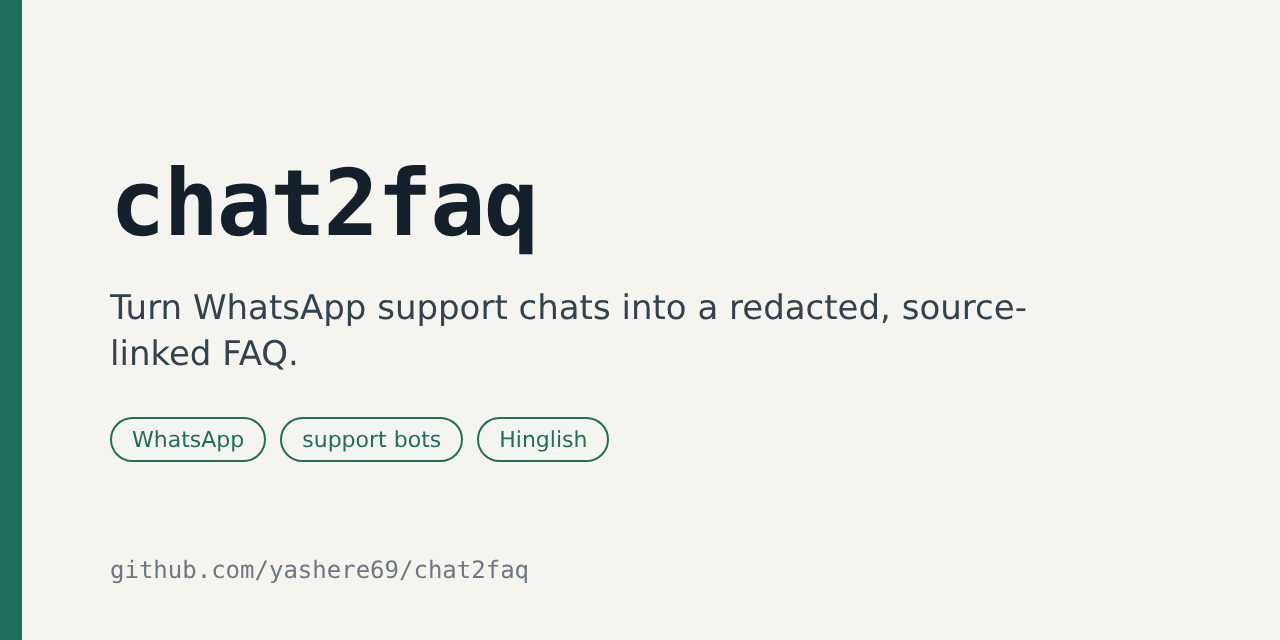 chat2faq
Turn WhatsApp support chats into a redacted, source-
linked FAQ.
WhatsApp
support bots
Hinglish
github.com/yashere69/chat2faq